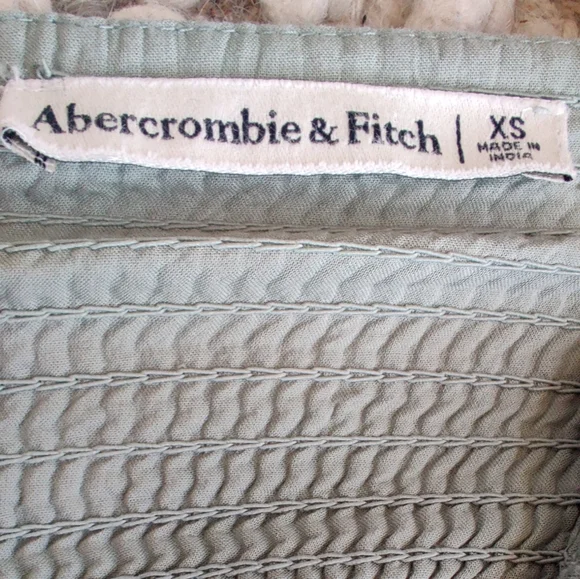 Abercrombie & Fitch | XS
MADE IN
INDIA